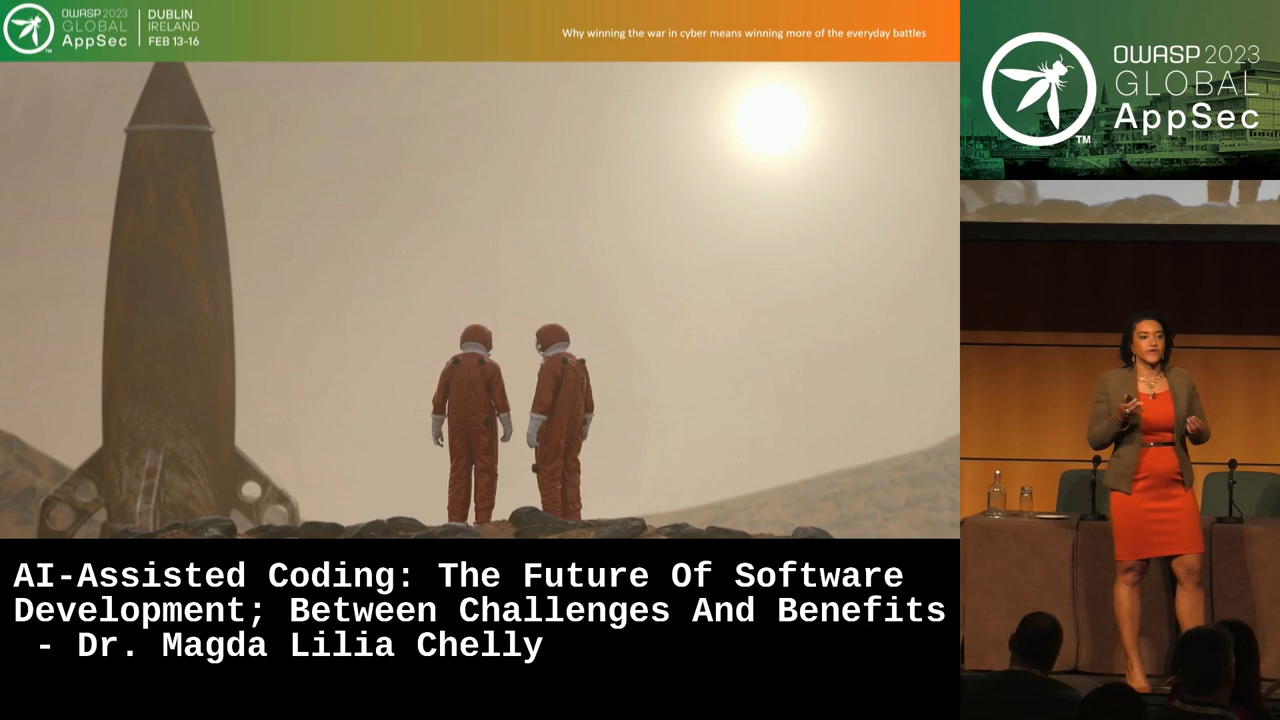 OWASP 2023
GLOBAL
AppSec
DUBLIN
IRELAND
FEB 13-16
TM
Why winning the war in cyber means winning more of the everyday battles
OWASP 2023
GLOBAL
AppSec
TM
AI-Assisted Coding: The Future Of Software
Development; Between Challenges And Benefits
- Dr. Magda Lilia Chelly